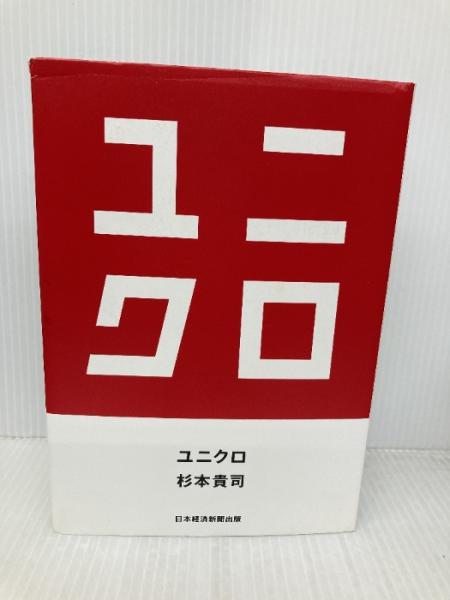 ユニ
クロ
ユニクロ
杉本貴司
日本経済新聞出版